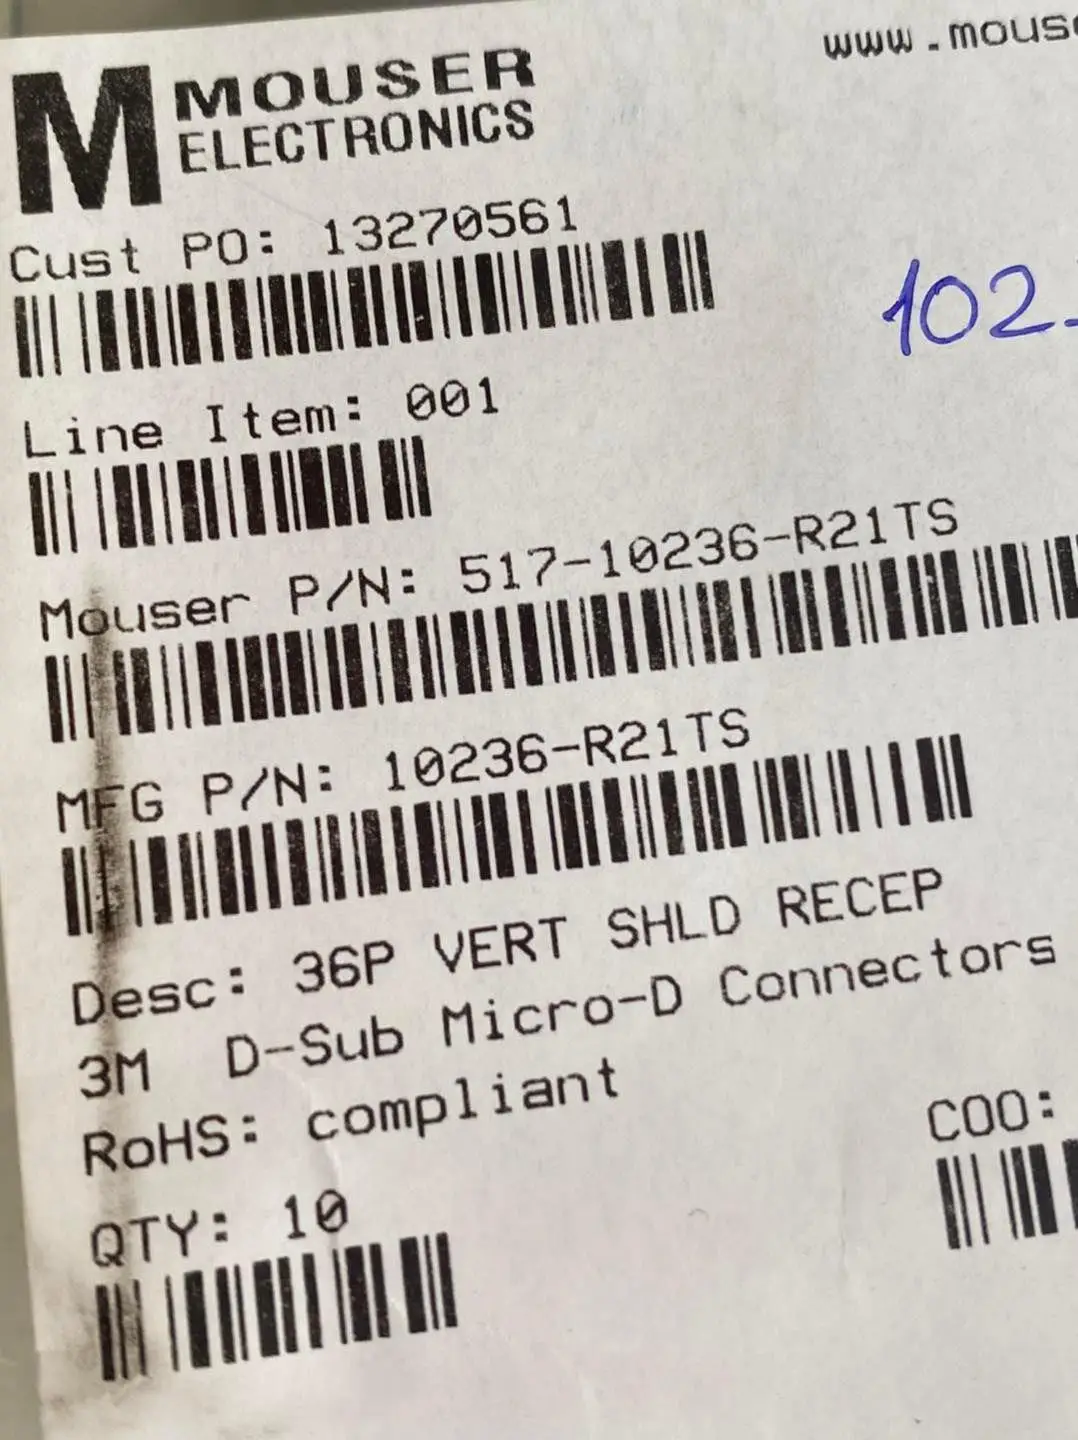 M MOUSER
ELECTRONICS
www.mouse
Cust PO: 13270561
102-
Line Item: 001
Mouser P/N: 517-10236-R21TS
MFG P/N: 10236-R21TS
Desc: 36P VERT SHLD RECEP
3M D-Sub Micro-D Connectors
RoHS: compliant
COO:
QTY: 10